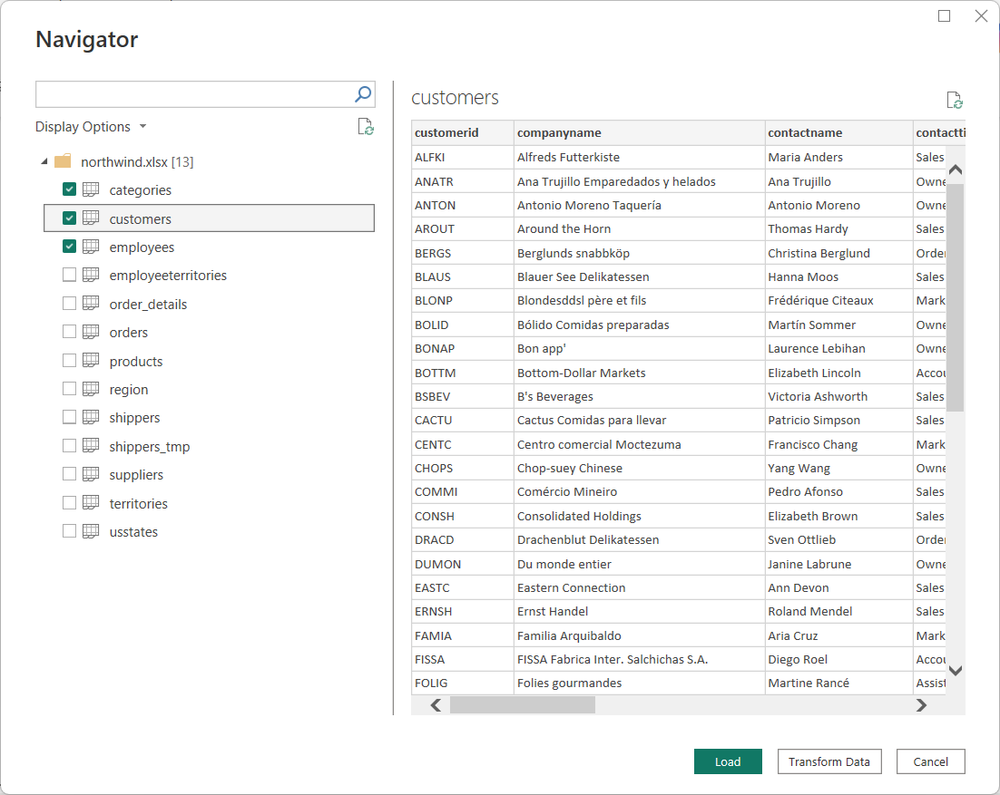 Navigator
Display Options
northwind.xlsx [13]
categories
customers
employees
employeeterritories
order_details
orders
products
region
shippers
shippers_tmp
suppliers
territories
usstates
customers
customerid companyname contactname contactti
ALFKI Alfreds Futterkiste Maria Anders Sales
ANATR Ana Trujillo Emparedados y helados Ana Trujillo Owne
ANTON Antonio Moreno Taquería Antonio Moreno Owne
AROUT Around the Horn Thomas Hardy Sales
BERGS Berglunds snabbköp Christina Berglund Order
BLAUS Blauer See Delikatessen Hanna Moos Sales
BLONP Blondesddsl père et fils Frédérique Citeaux Mark
BOLID Bólido Comidas preparadas Martín Sommer Owne
BONAP Bon app' Laurence Lebihan Owne
BOTTM Bottom-Dollar Markets Elizabeth Lincoln Accou
BSBEV B's Beverages Victoria Ashworth Sales
CACTU Cactus Comidas para llevar Patricio Simpson Sales
CENTC Centro comercial Moctezuma Francisco Chang Mark
CHOPS Chop-suey Chinese Yang Wang Owne
COMMI Comércio Mineiro Pedro Afonso Sales
CONSH Consolidated Holdings Elizabeth Brown Sales
DRACD Drachenblut Delikatessen Sven Ottlieb Order
DUMON Du monde entier Janine Labrune Owne
EASTC Eastern Connection Ann Devon Sales
ERNSH Ernst Handel Roland Mendel Sales
FAMIA Familia Arquibaldo Aria Cruz Mark
FISSA FISSA Fabrica Inter. Salchichas S.A. Diego Roel Accou
FOLIG Folies gourmandes Martine Rancé Assist
Load Transform Data Cancel